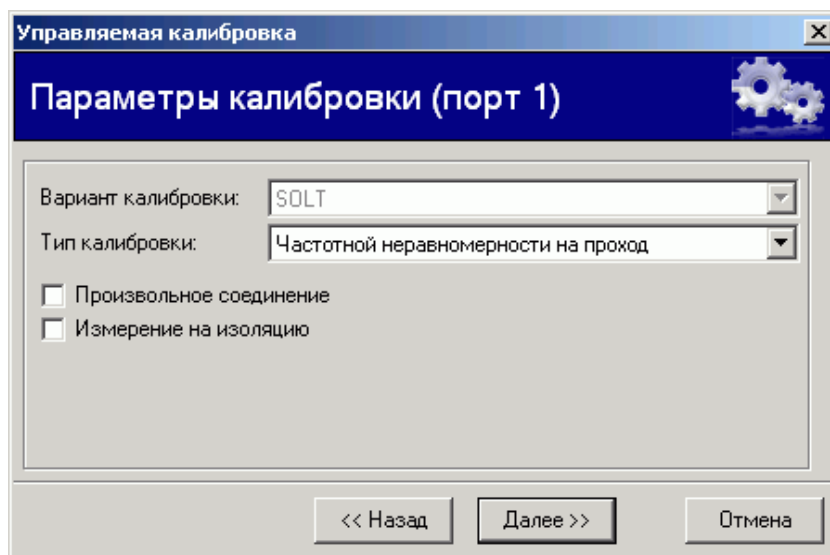 Управляемая калибровка
Параметры калибровки (порт 1)
Вариант калибровки: SOLT
Тип калибровки: Частотной неравномерности на проход
Произвольное соединение
Измерение на изоляцию
<< Назад Далее >> Отмена